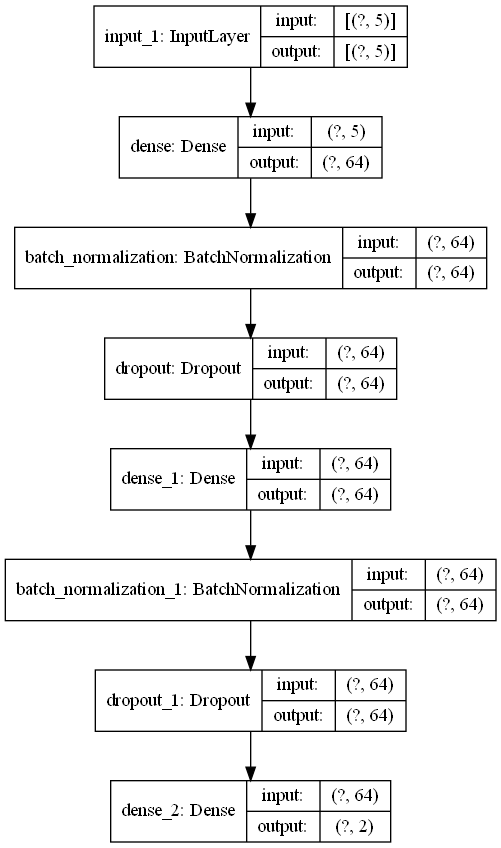 input_1: InputLayer
input:
[(?, 5)]
output:
[(?, 5)]
dense: Dense
input:
(?, 5)
output:
(?, 64)
batch_normalization: BatchNormalization
input:
(?, 64)
output:
(?, 64)
dropout: Dropout
input:
(?, 64)
output:
(?, 64)
dense_1: Dense
input:
(?, 64)
output:
(?, 64)
batch_normalization_1: BatchNormalization
input:
(?, 64)
output:
(?, 64)
dropout_1: Dropout
input:
(?, 64)
output:
(?, 64)
dense_2: Dense
input:
(?, 64)
output:
(?, 2)